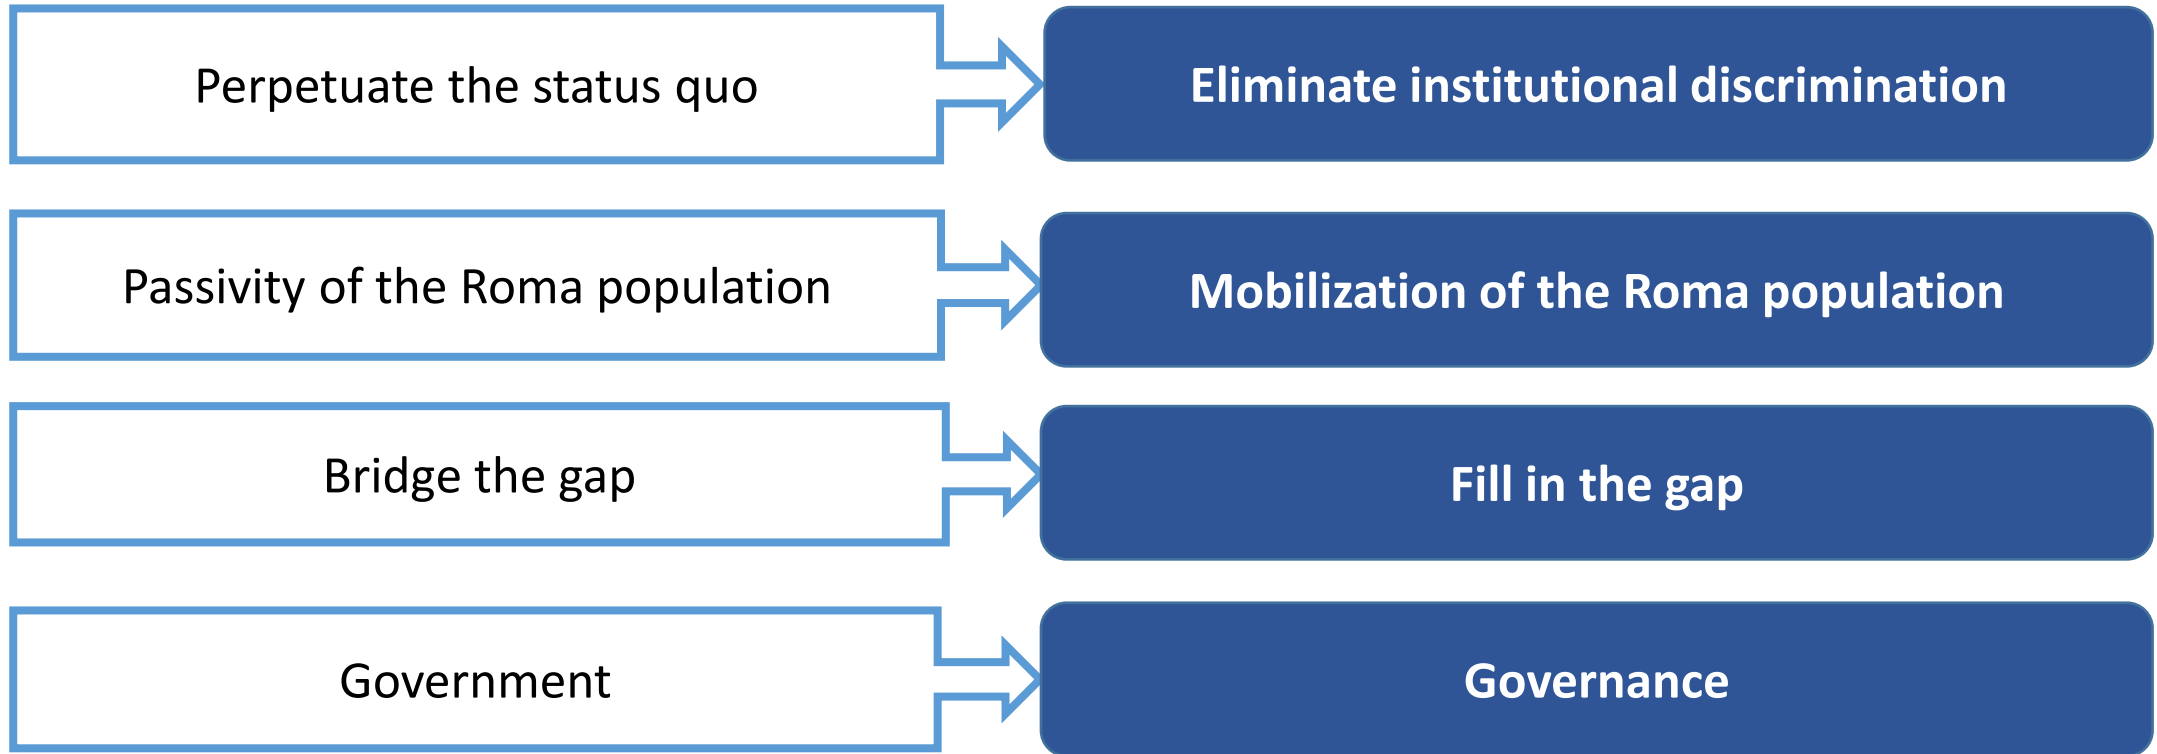 Perpetuate the status quo
Eliminate institutional discrimination
Passivity of the Roma population
Mobilization of the Roma population
Bridge the gap
Fill in the gap
Government
Governance